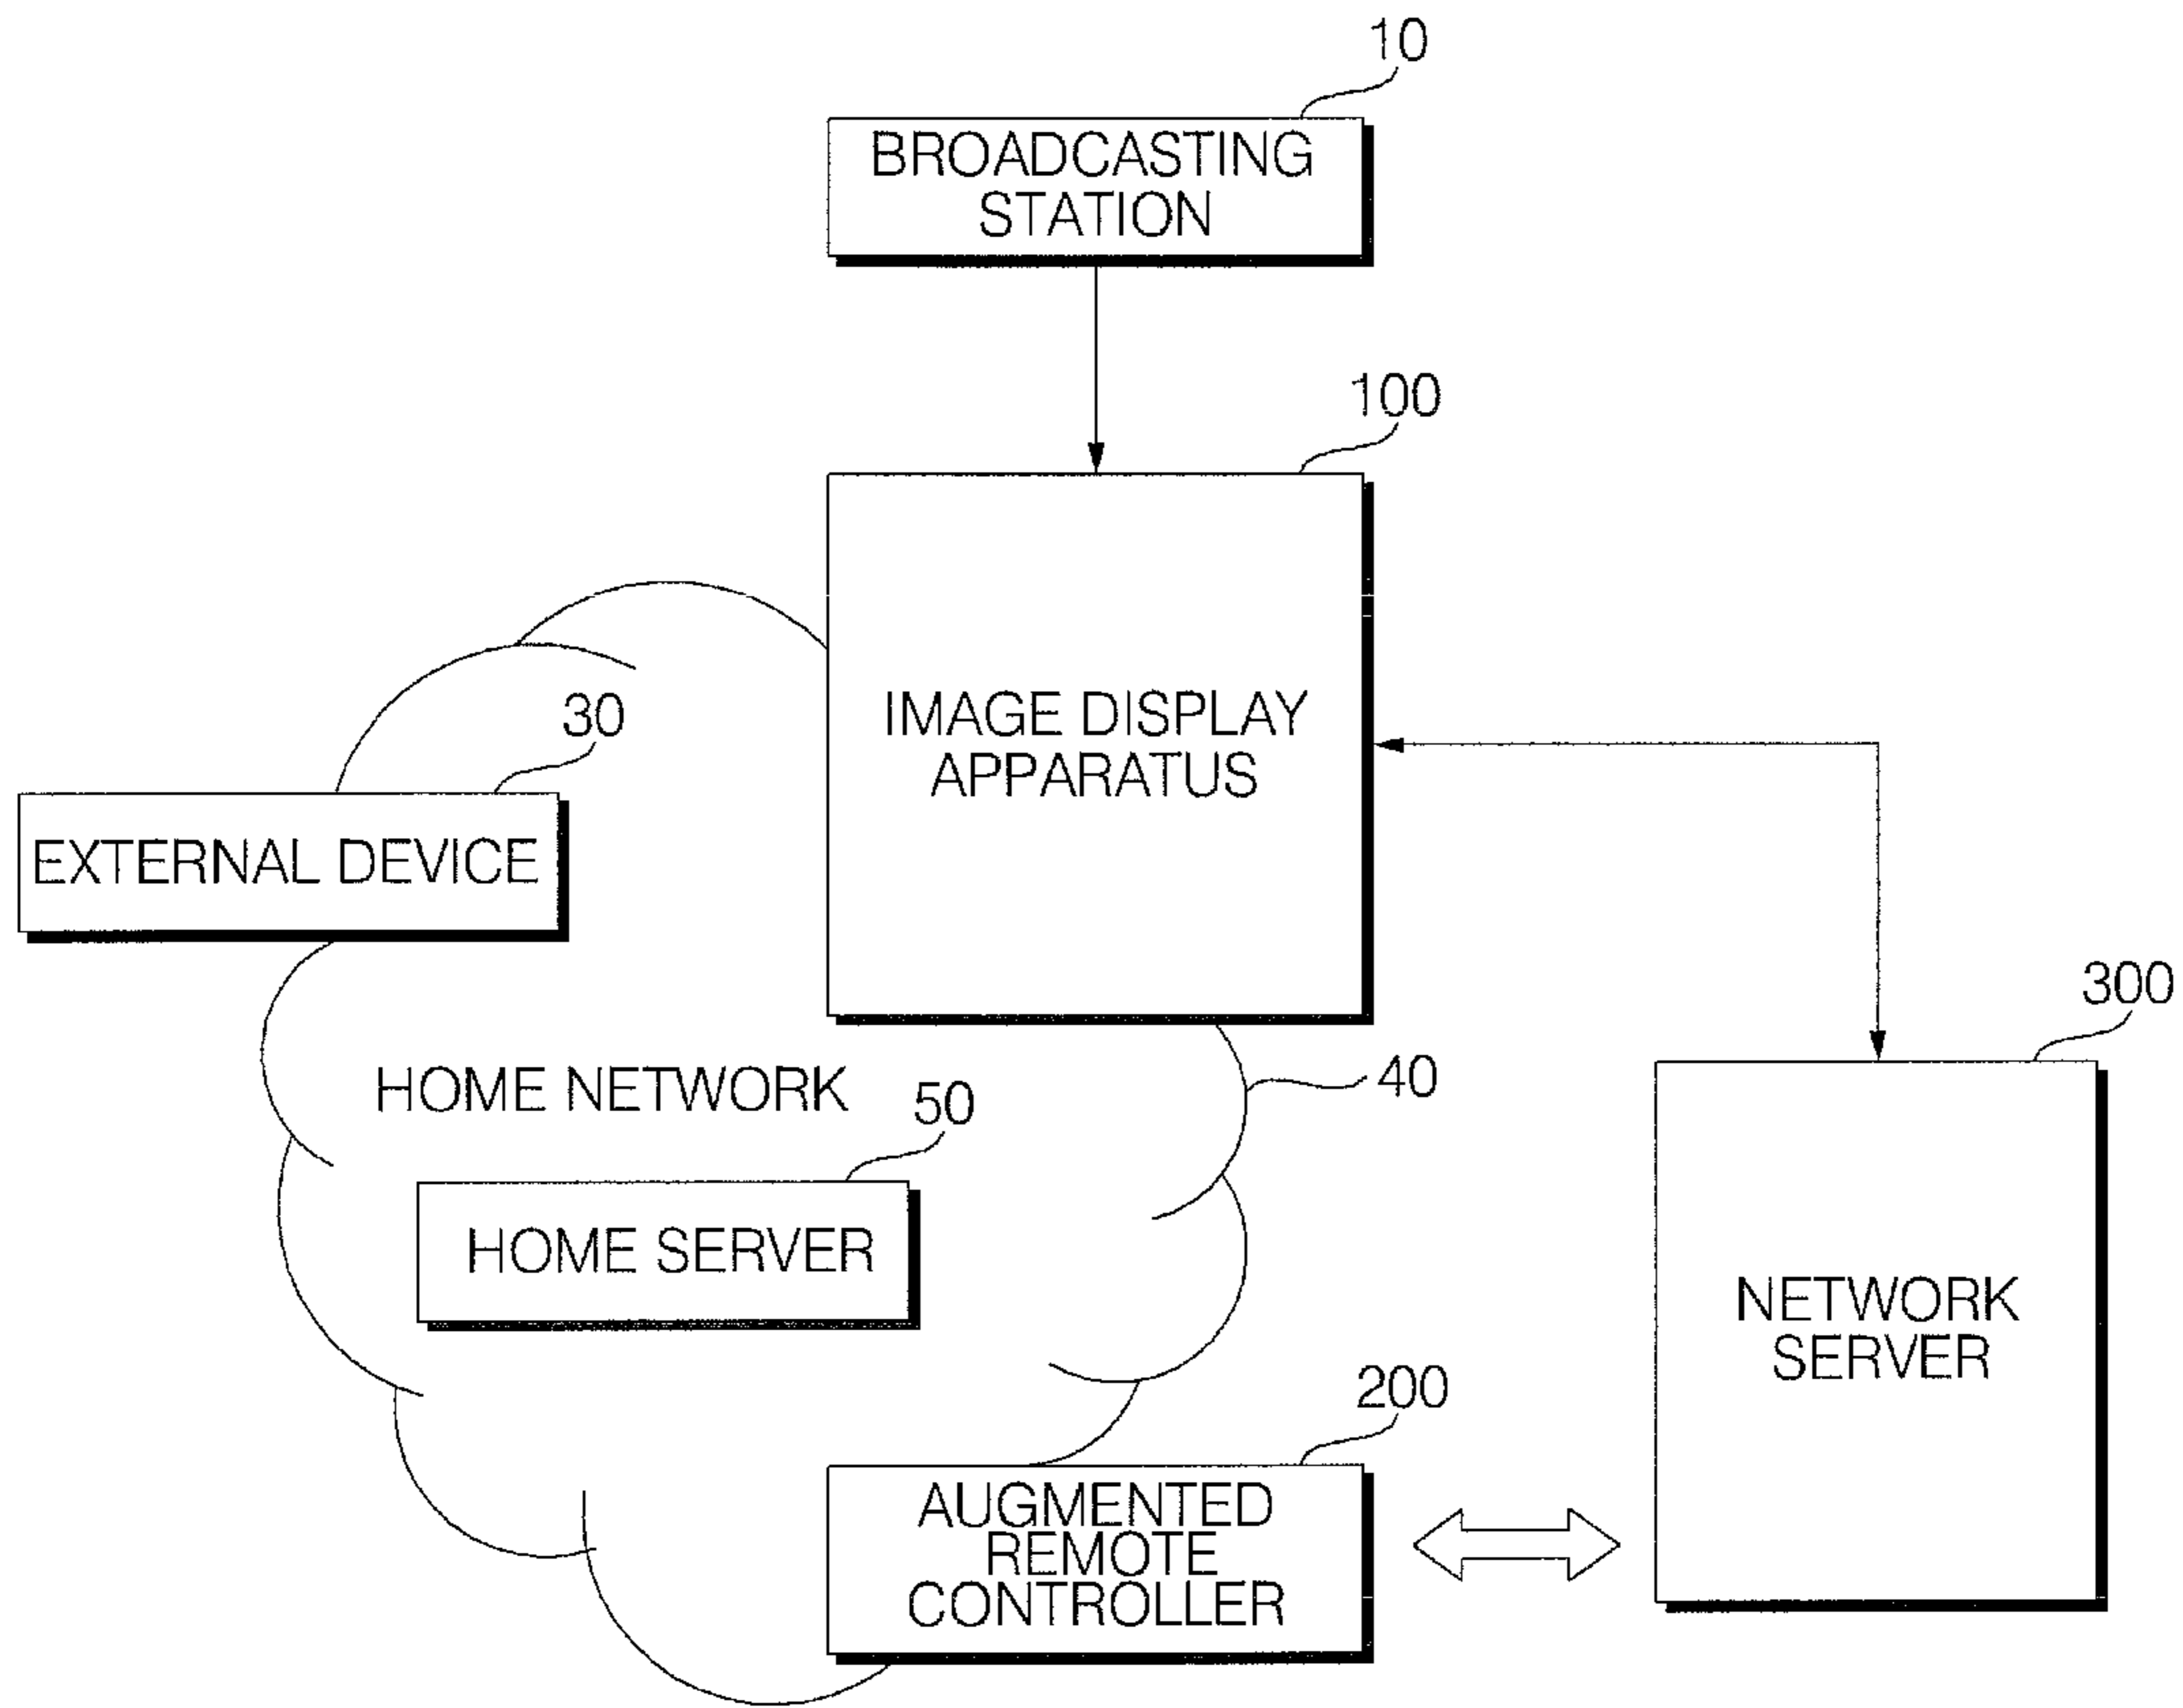 10
BROADCASTING
STATION
100
IMAGE DISPLAY
APPARATUS
30
EXTERNAL DEVICE
300
HOME NETWORK
40
50
HOME SERVER
NETWORK
SERVER
200
AUGMENTED
REMOTE
CONTROLLER